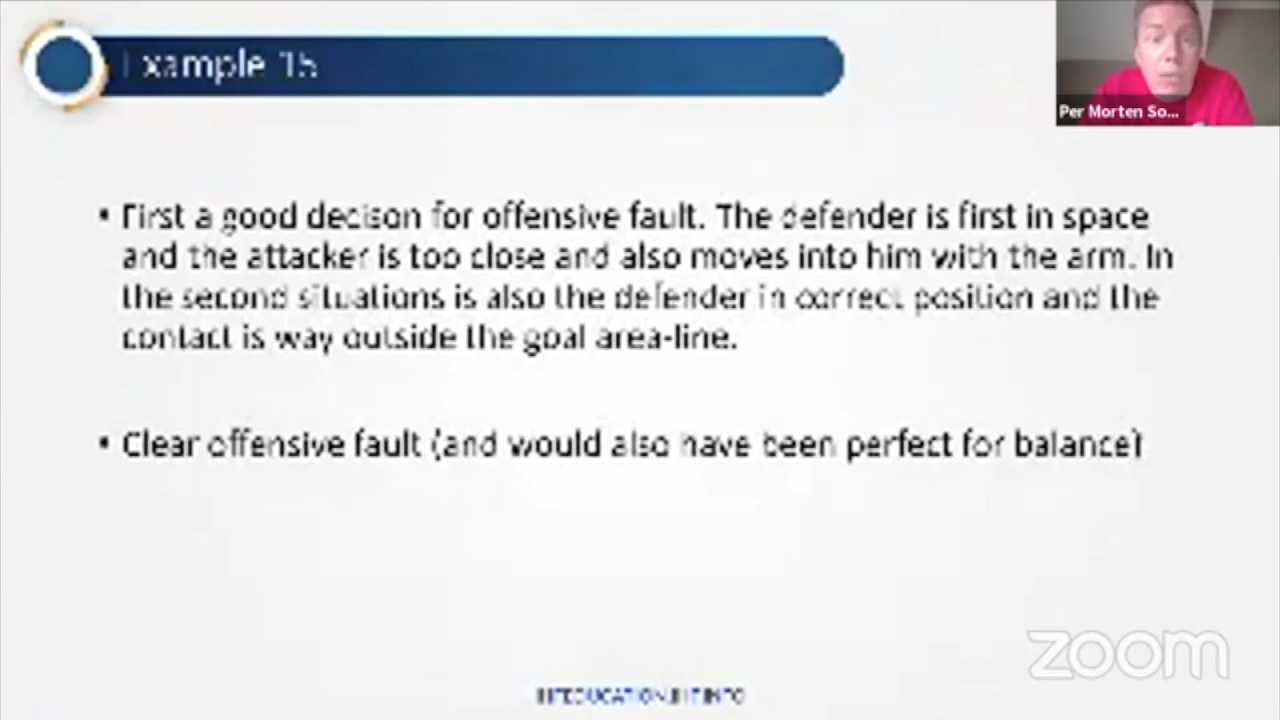 Example 15
Per Morten So...
▪ First a good decison for offensive fault. The defender is first in space
and the attacker is too close and also moves into him with the arm. In
the second situations is also the defender in correct position and the
contact is way outside the goal area-line.
▪ Clear offensive fault (and would also have been perfect for balance)
zoom